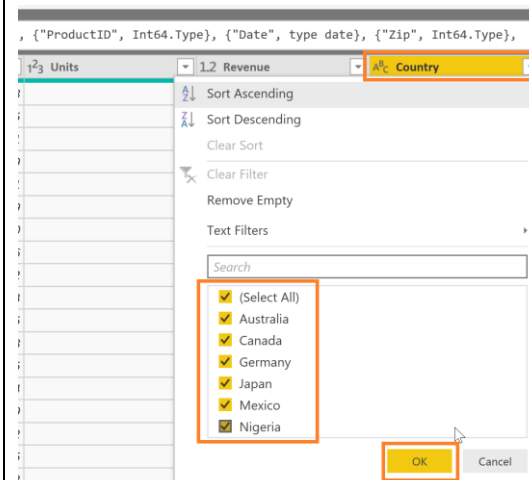 , {"ProductID", Int64.Type}, {"Date", type date}, {"Zip", Int64.Type},
1²3 Units 1.2 Revenue ABC Country
Sort Ascending
Sort Descending
Clear Sort
Clear Filter
Remove Empty
Text Filters
Search
(Select All)
Australia
Canada
Germany
Japan
Mexico
Nigeria
OK Cancel